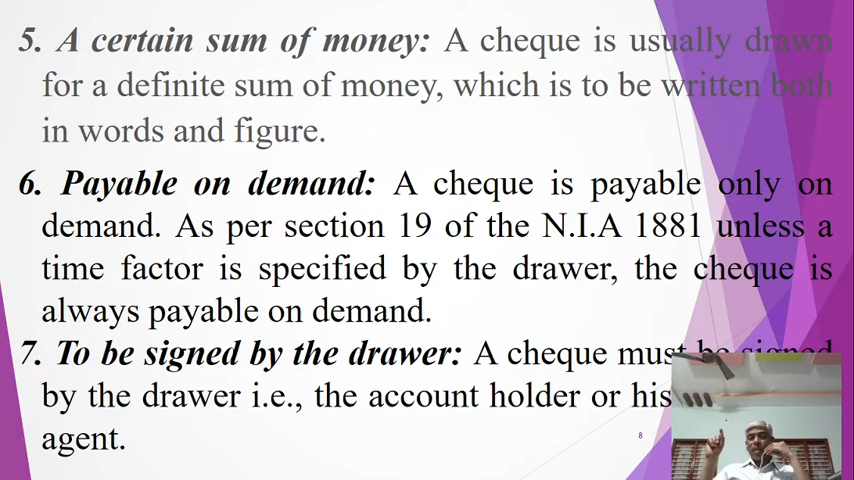 5. A certain sum of money: A cheque is usually drawn
for a definite sum of money, which is to be written both
in words and figure.
6. Payable on demand: A cheque is payable only on
demand. As per section 19 of the N.I.A 1881 unless a
time factor is specified by the drawer, the cheque is
always payable on demand.
7. To be signed by the drawer: A cheque must be signed
by the drawer i.e., the account holder or his
agent.
8